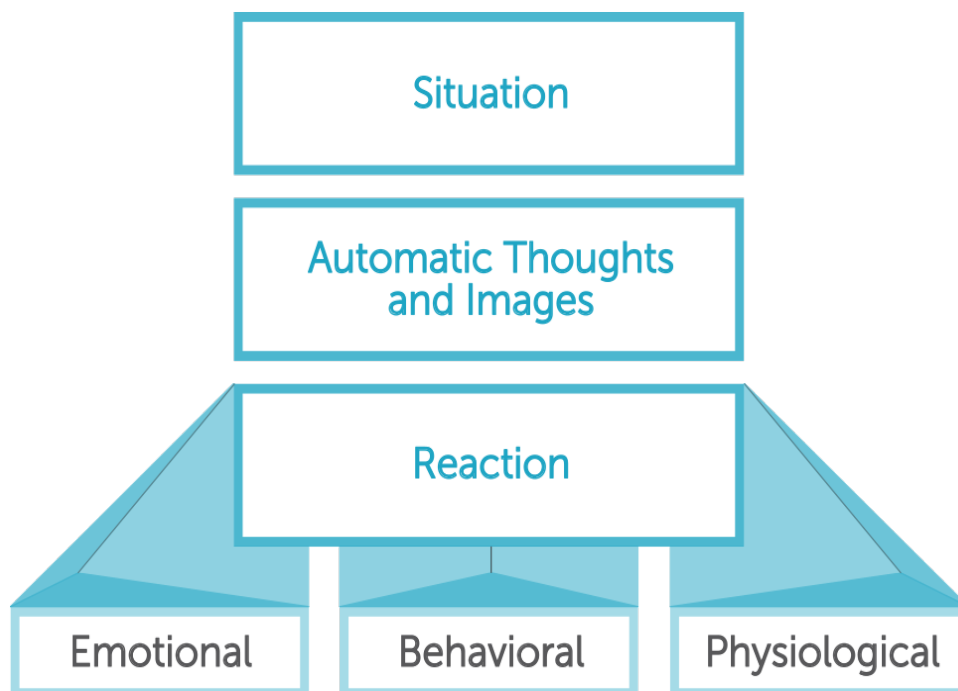 Situation
Automatic Thoughts
and Images
Reaction
Emotional
Behavioral
Physiological